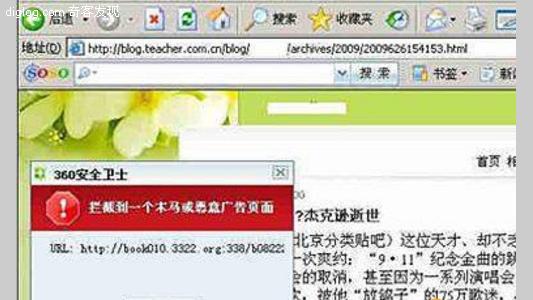 digloo.com 奇客发现
后退 搜索 收藏夹
地址(D) http://blog.teacher.com.cn/blog/ /archives/2009/2009626154153.html
SOSO 搜 索 书签
首页
360安全卫士
拦截到一个木马或恶意广告页面
?杰克逊逝世
URL: http://book010.3322.org:338/b0822
北京分类贴吧）这位天才、却不
一次爽约：“9·11”纪念金曲的
会的取消，甚至因为一系列演唱会
被他“放鸽子”的75万歌迷